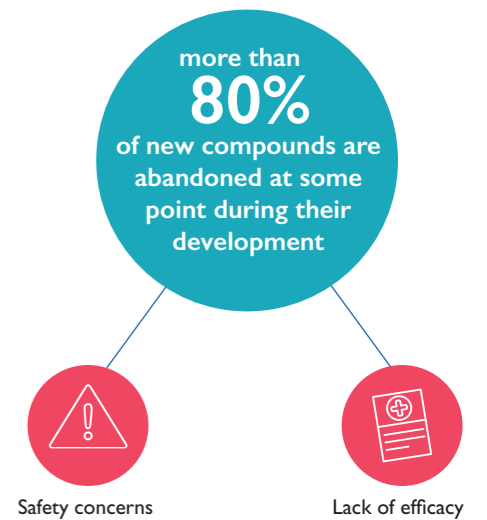 more than
80%
of new compounds are
abandoned at some
point during their
development
Safety concerns
Lack of efficacy